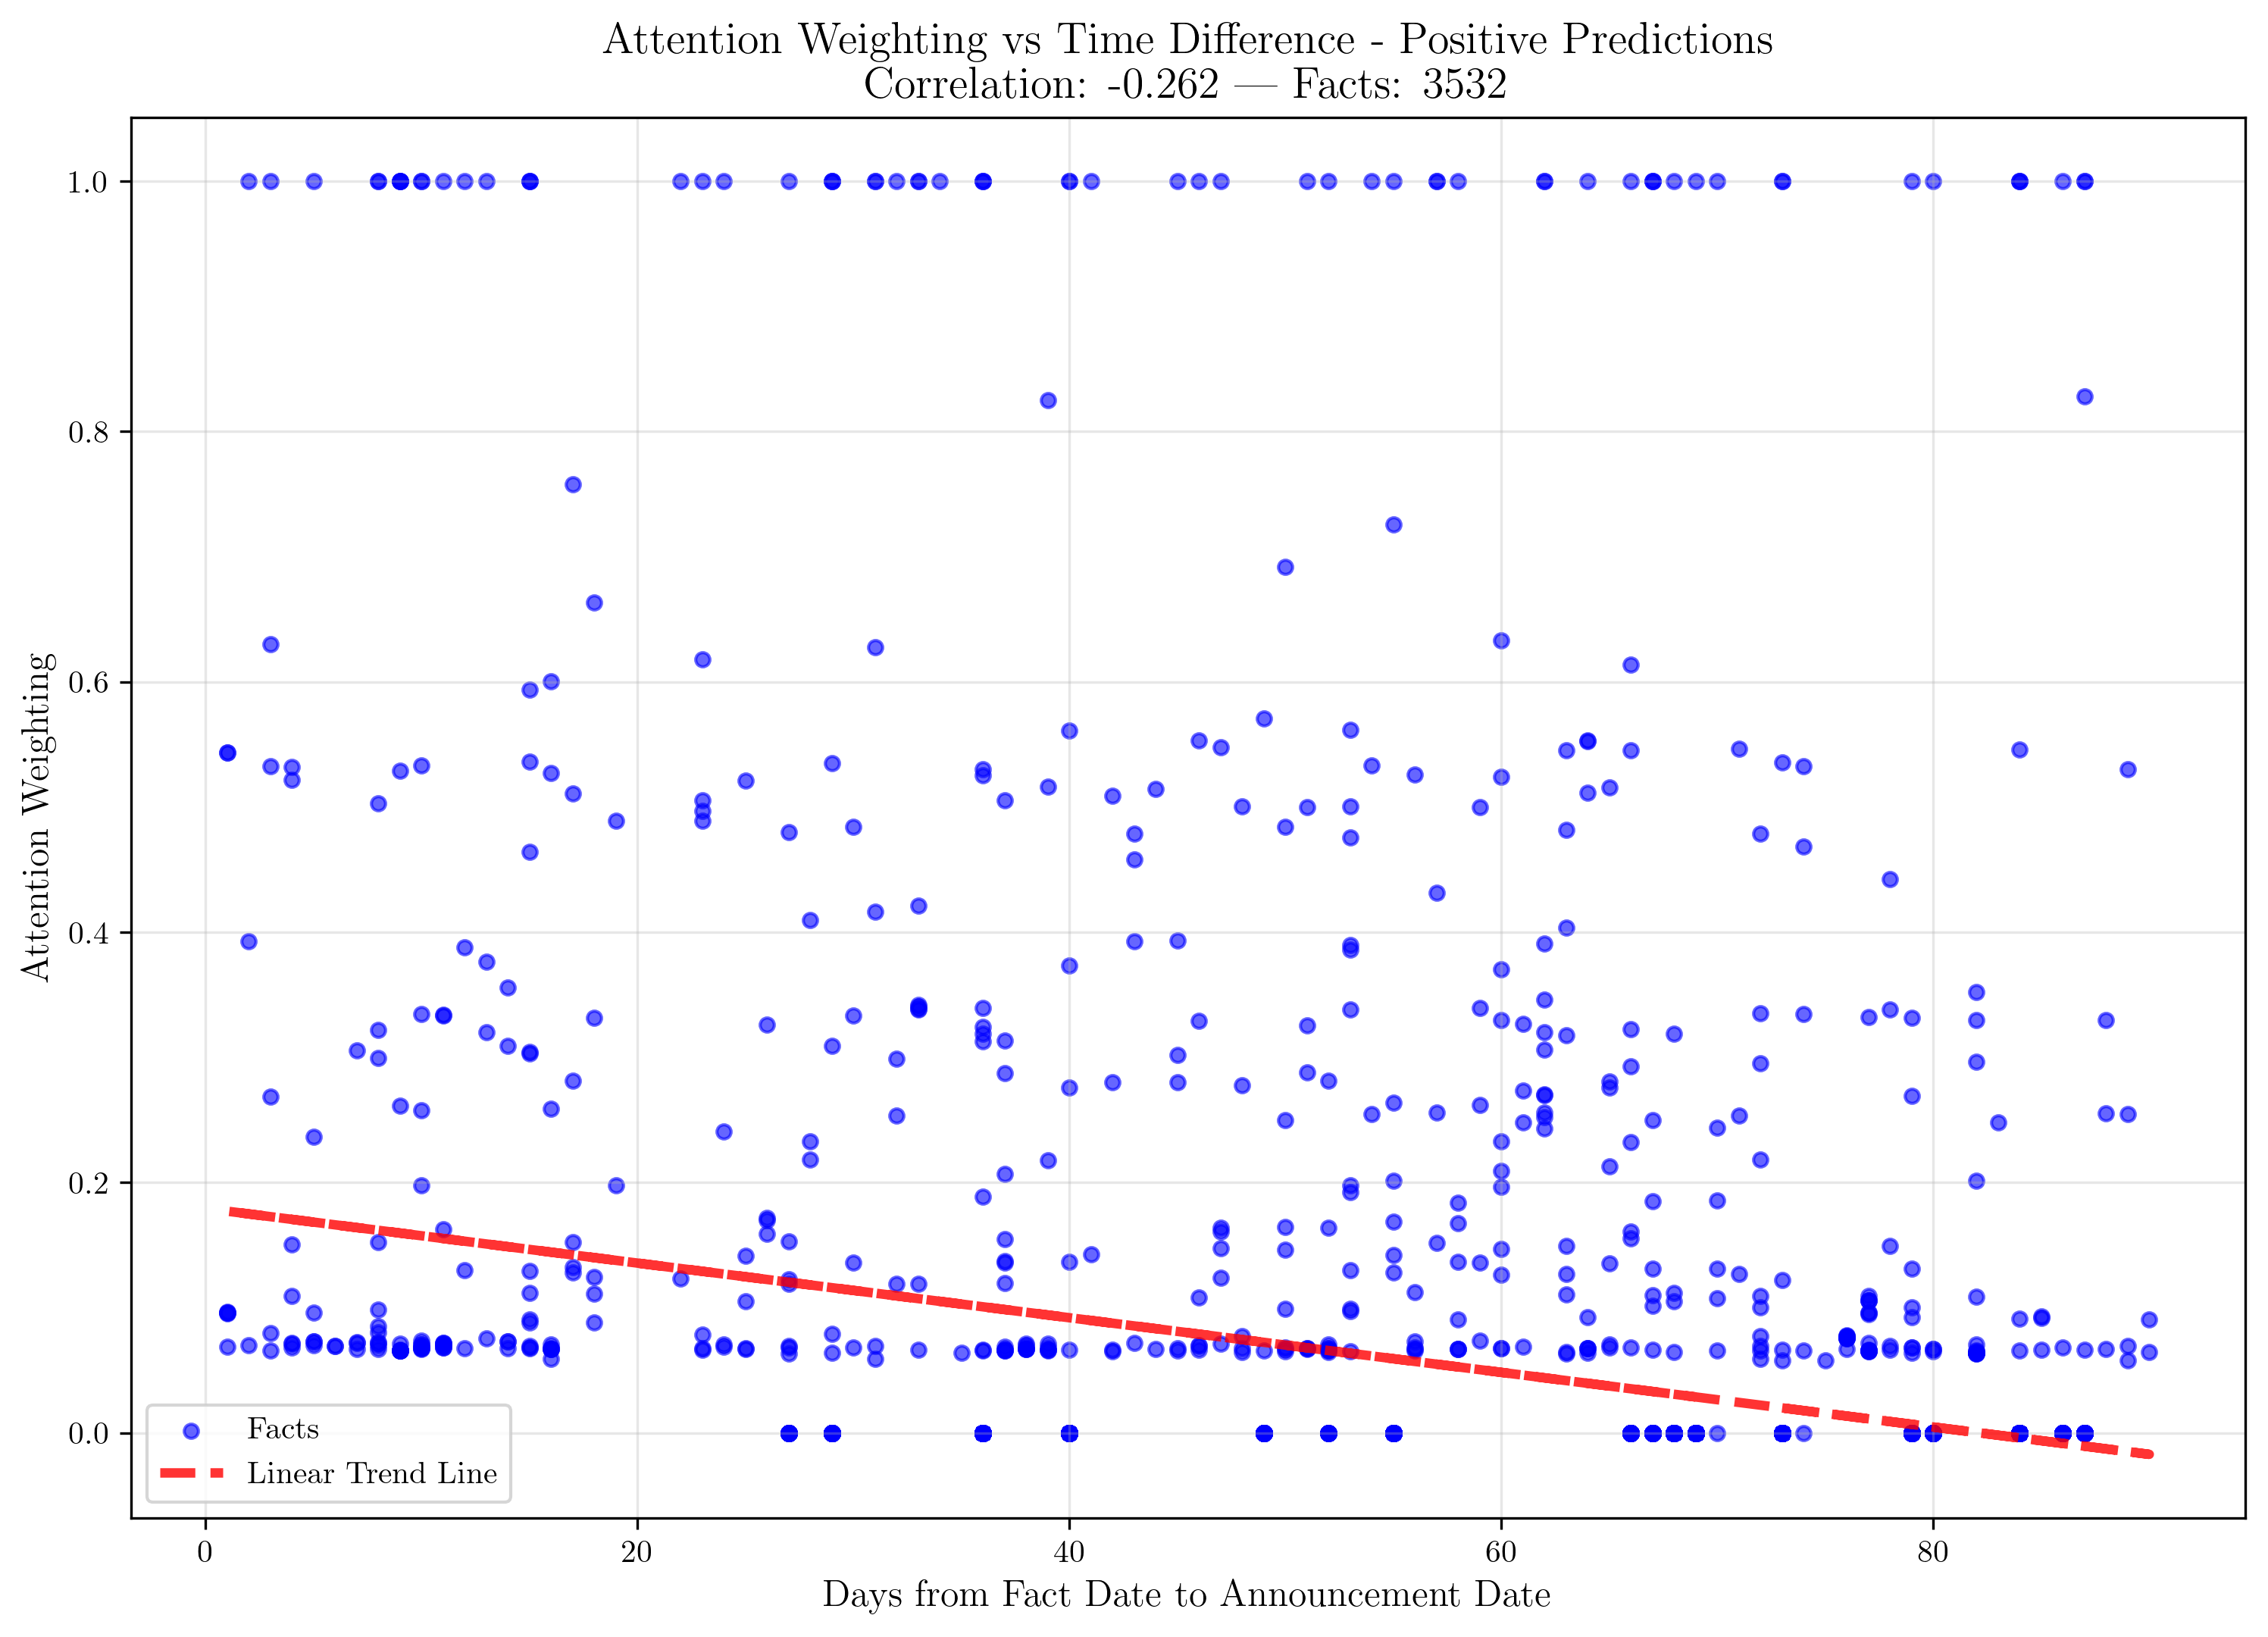 Attention Weighting vs Time Difference - Positive Predictions
Correlation: -0.262 — Facts: 3532
1.0
0.8
0.6
0.4
0.2
0.0
Attention Weighting
Facts
Linear Trend Line
0 20 40 60 80
Days from Fact Date to Announcement Date